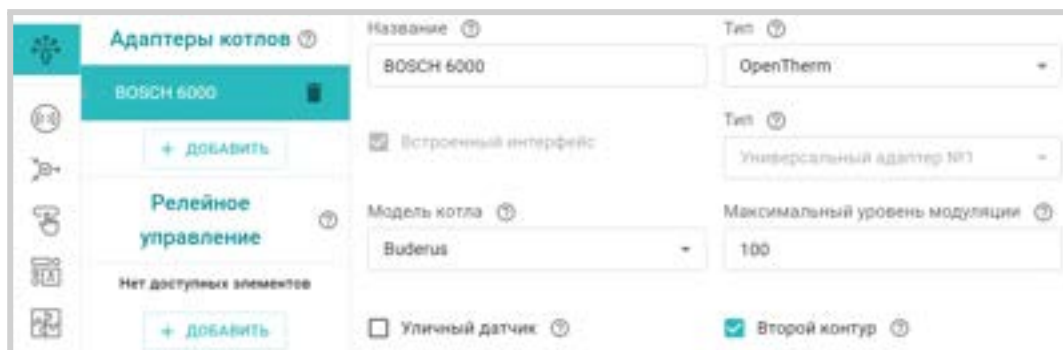 Адаптеры котлов
BOSCH 6000
+ ДОБАВИТЬ
Релейное
управление
Нет доступных элементов
+ ДОБАВИТЬ
Название
BOSCH 6000
Тип
OpenTherm
Встроенный интерфейс
Тип
Универсальный адаптер №1
Модель котла
Buderus
Максимальный уровень модуляции
100
Уличный датчик
Второй контур